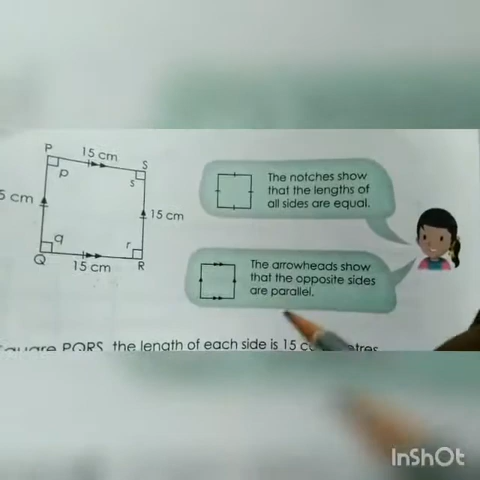 P
15 cm
S
p
s
5 cm
15 cm
q
r
Q
15 cm
R
The notches show
that the lengths of
all sides are equal.
The arrowheads show
that the opposite sides
are parallel.
PQRS, the length of each side is 15
InShOt